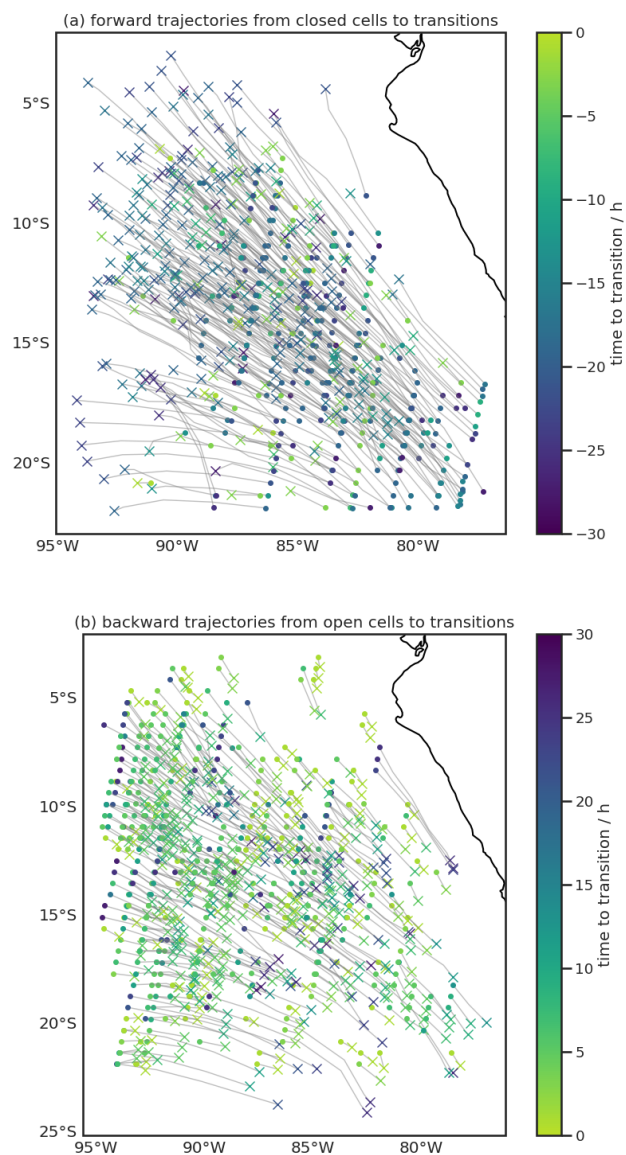 (a) forward trajectories from closed cells to transitions
5°S
10°S
15°S
20°S
95°W
90°W
85°W
80°W
0
−5
−10
−15
−20
−25
−30
time to transition / h
(b) backward trajectories from open cells to transitions
5°S
10°S
15°S
20°S
25°S
95°W
90°W
85°W
80°W
30
25
20
15
10
5
0
time to transition / h